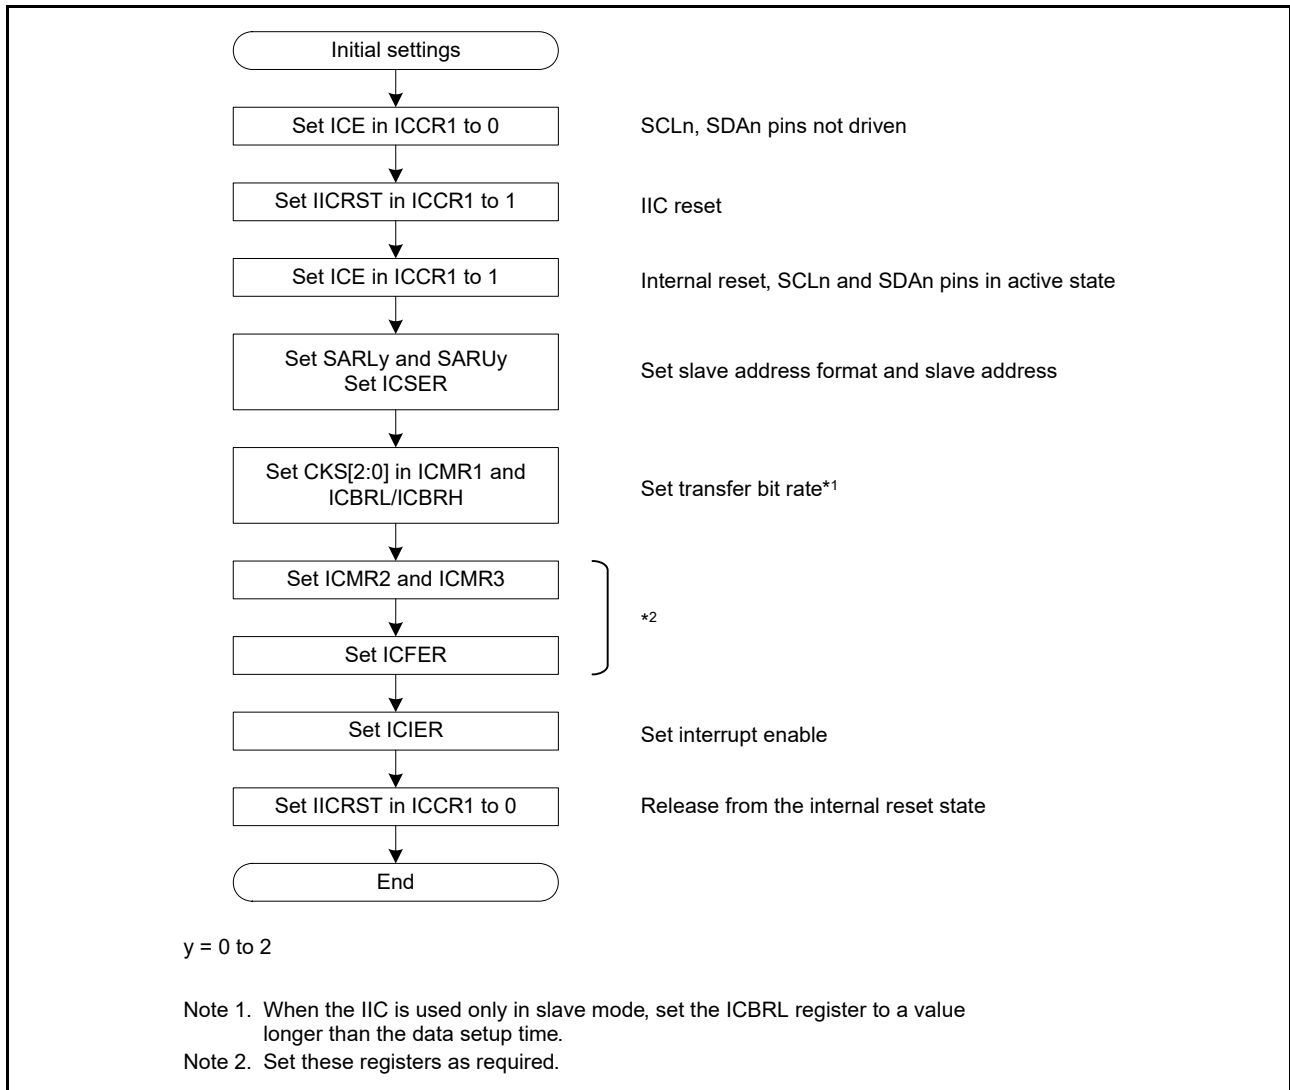 Initial settings
Set ICE in ICCR1 to 0
SCLn, SDAn pins not driven
Set IICRST in ICCR1 to 1
IIC reset
Set ICE in ICCR1 to 1
Internal reset, SCLn and SDAn pins in active state
Set SARLy and SARUy
Set ICSER
Set slave address format and slave address
Set CKS[2:0] in ICMR1 and
ICBRL/ICBRH
Set transfer bit rate*1
Set ICMR2 and ICMR3
*2
Set ICFER
Set ICIER
Set interrupt enable
Set IICRST in ICCR1 to 0
Release from the internal reset state
End
y = 0 to 2
Note 1. When the IIC is used only in slave mode, set the ICBRL register to a value
longer than the data setup time.
Note 2. Set these registers as required.